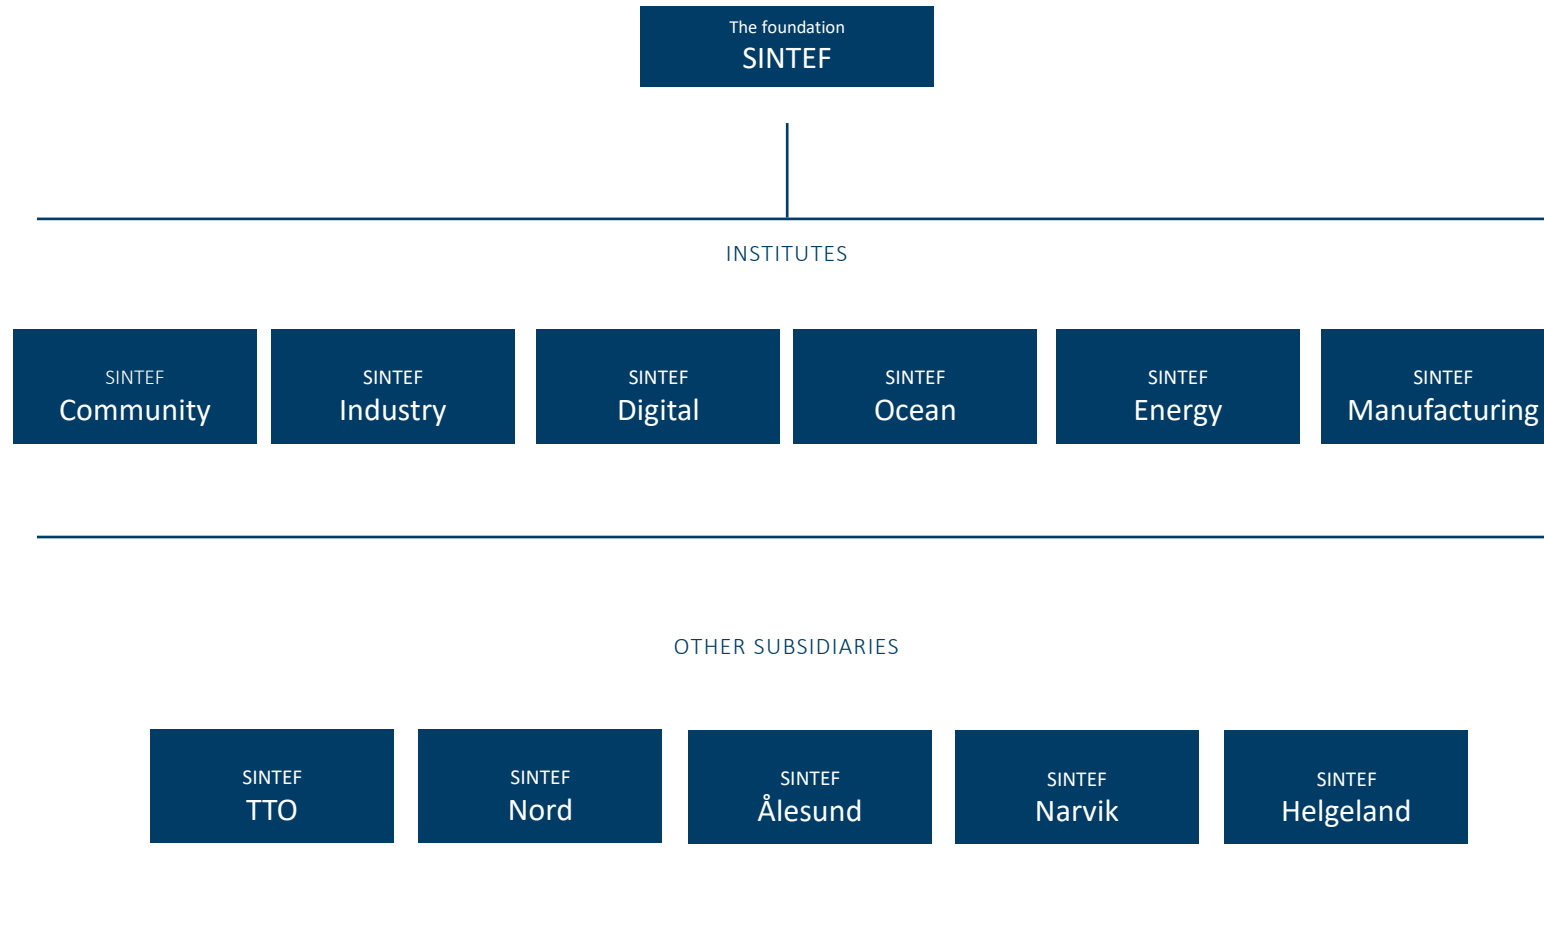 The foundation
SINTEF
INSTITUTES
SINTEF
Community
SINTEF
Industry
SINTEF
Digital
SINTEF
Ocean
SINTEF
Energy
SINTEF
Manufacturing
OTHER SUBSIDIARIES
SINTEF
TTO
SINTEF
Nord
SINTEF
Ålesund
SINTEF
Narvik
SINTEF
Helgeland